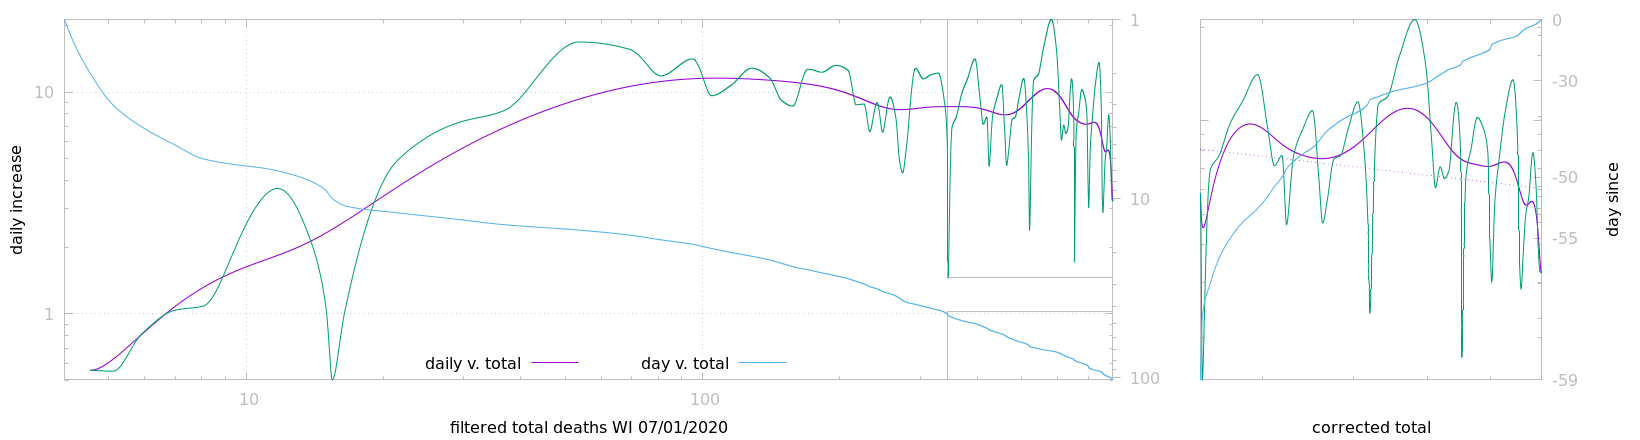 1
0
10
-30
daily increase
-50
day since
10
-55
1
daily v. total
day v. total
100
-59
10
100
filtered total deaths WI 07/01/2020
corrected total